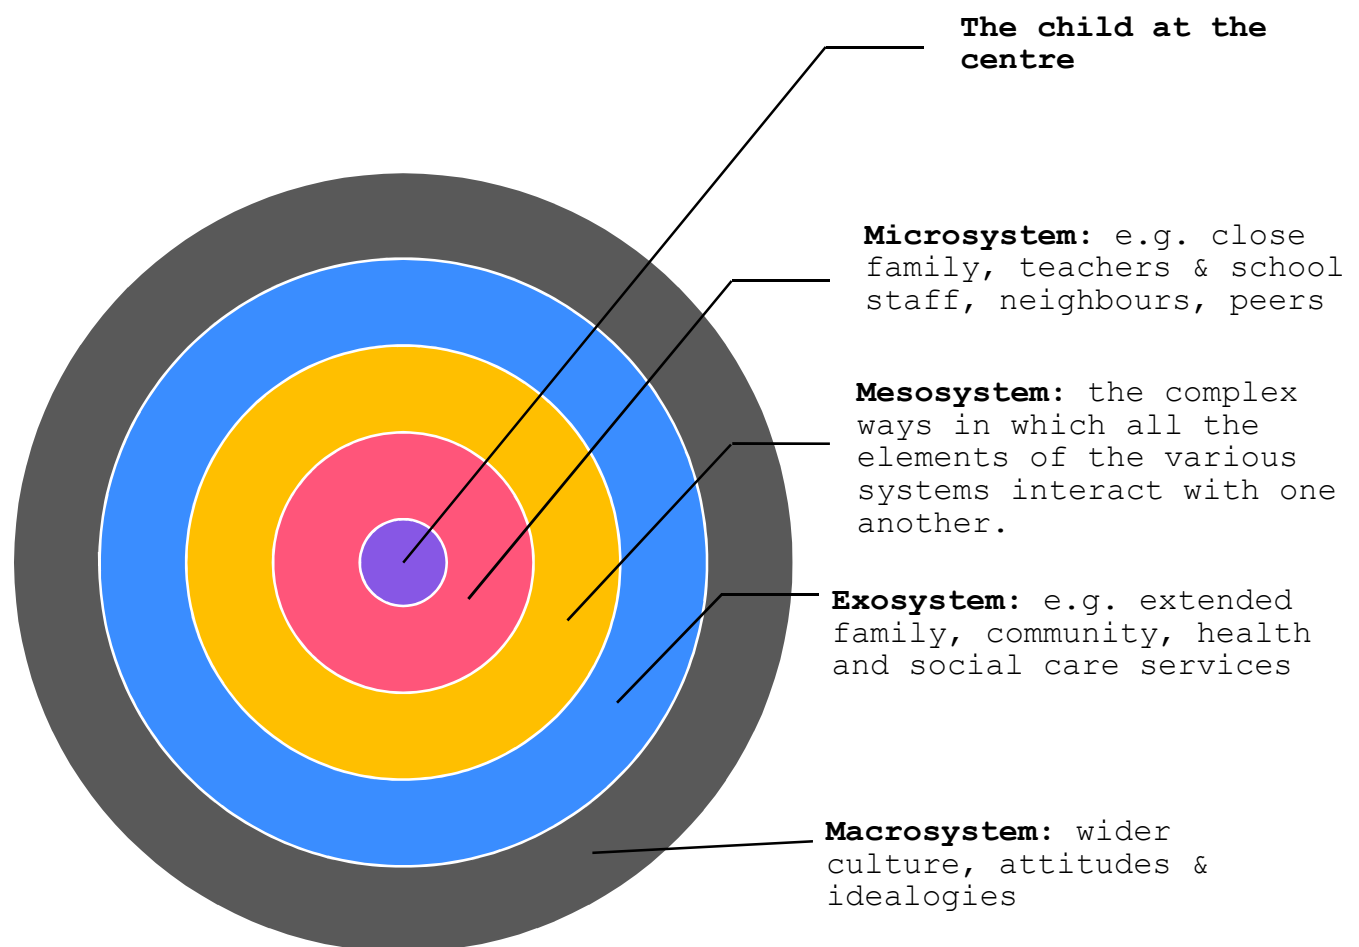 The child at the
centre
Microsystem: e.g. close
family, teachers & school
staff, neighbours, peers
Mesosystem: the complex
ways in which all the
elements of the various
systems interact with one
another.
Exosystem: e.g. extended
family, community, health
and social care services
Macrosystem: wider
culture, attitudes &
idealogies